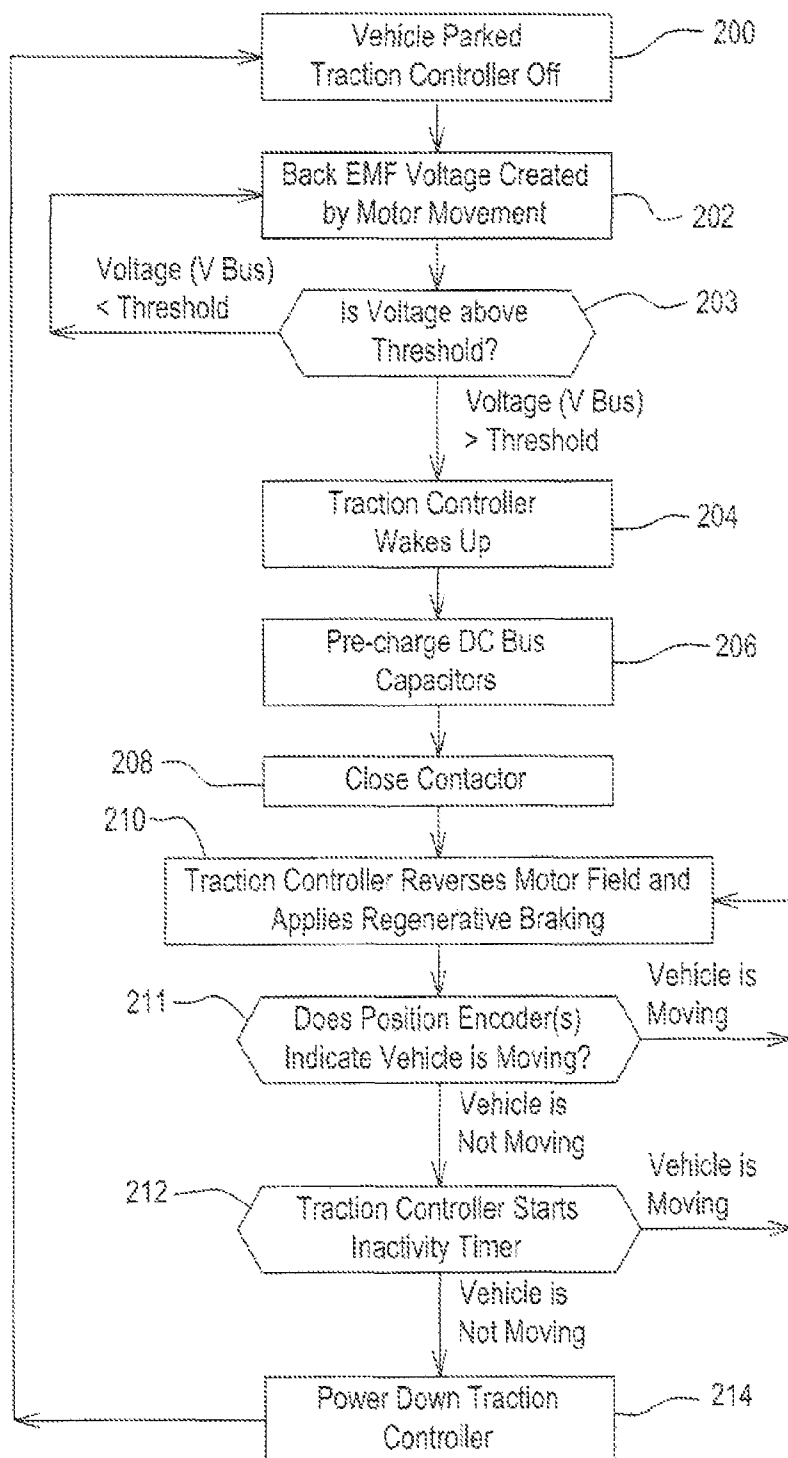 Vehicle Parked
Traction Controller Off
200
Back EMF Voltage Created
by Motor Movement
202
Voltage (V Bus)
< Threshold
Is Voltage above
Threshold?
203
Voltage (V Bus)
> Threshold
Traction Controller
Wakes Up
204
Pre-charge DC Bus
Capacitors
206
208
Close Contactor
210
Traction Controller Reverses Motor Field and
Applies Regenerative Braking
211
Does Position Encoder(s)
Indicate Vehicle is Moving?
Vehicle is
Moving
Vehicle is
Not Moving
212
Traction Controller Starts
Inactivity Timer
Vehicle is
Moving
Vehicle is
Not Moving
Power Down Traction
Controller
214